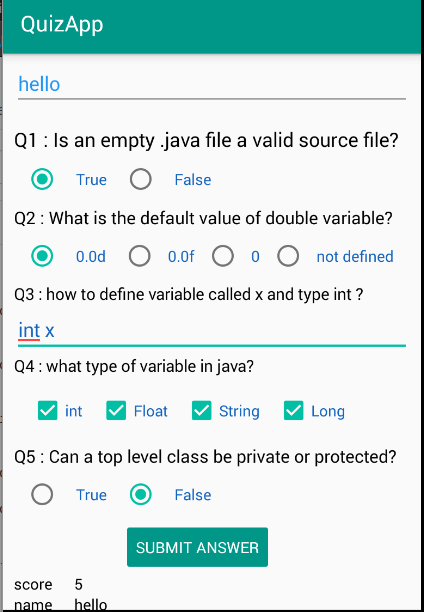 QuizApp
hello
Q1 : Is an empty .java file a valid source file?
True False
Q2 : What is the default value of double variable?
0.0d 0.0f 0 not defined
Q3 : how to define variable called x and type int ?
int x
Q4 : what type of variable in java?
int Float String Long
Q5 : Can a top level class be private or protected?
True False
SUBMIT ANSWER
score 5
name hello